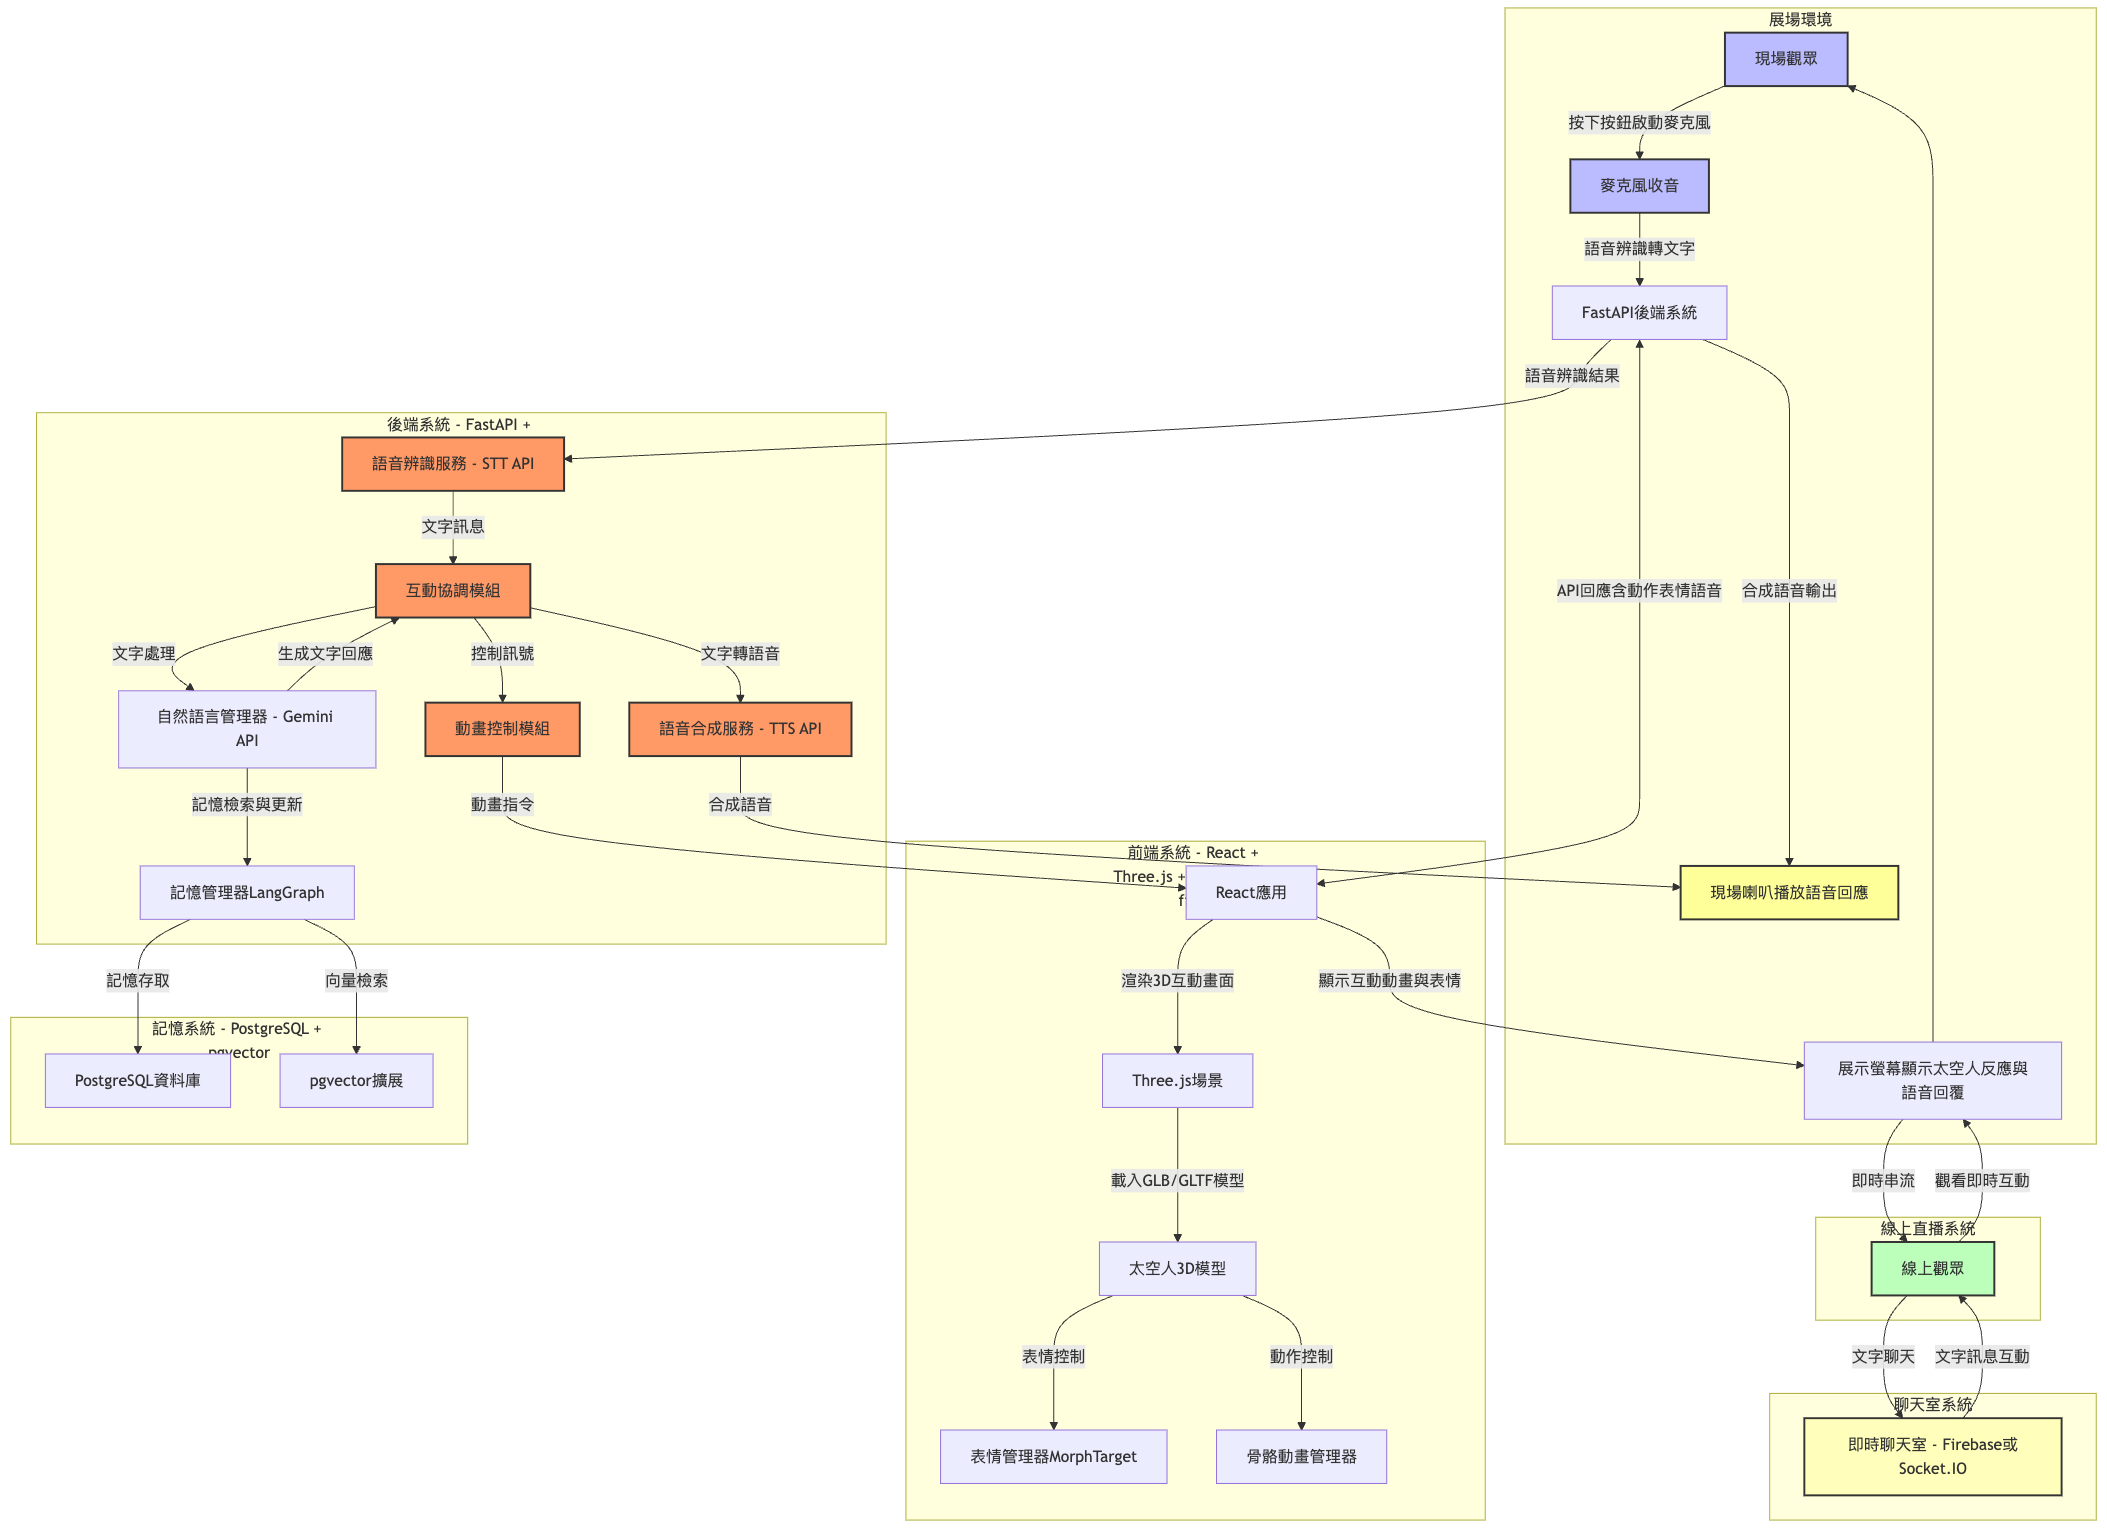 展場環境
現場觀眾
按下按鈕啟動麥克風
麥克風收音
語音辨識轉文字
FastAPI後端系統
語音辨識結果
API回應含動作表情語音
合成語音輸出
現場喇叭播放語音回應
展示螢幕顯示太空人反應與
語音回覆
後端系統 - FastAPI +
語音辨識服務 - STT API
文字訊息
互動協調模組
文字處理
生成文字回應
控制訊號
文字轉語音
自然語言管理器 - Gemini
API
動畫控制模組
語音合成服務 - TTS API
記憶檢索與更新
動畫指令
合成語音
記憶管理器LangGraph
記憶存取
向量檢索
記憶系統 - PostgreSQL +
pgvector
PostgreSQL資料庫
pgvector擴展
前端系統 - React +
Three.js +
React應用
渲染3D互動畫面
顯示互動動畫與表情
Three.js場景
載入GLB/GLTF模型
太空人3D模型
表情控制
動作控制
表情管理器MorphTarget
骨骼動畫管理器
即時串流
觀看即時互動
線上直播系統
線上觀眾
文字聊天
文字訊息互動
聊天室系統
即時聊天室 - Firebase或
Socket.IO